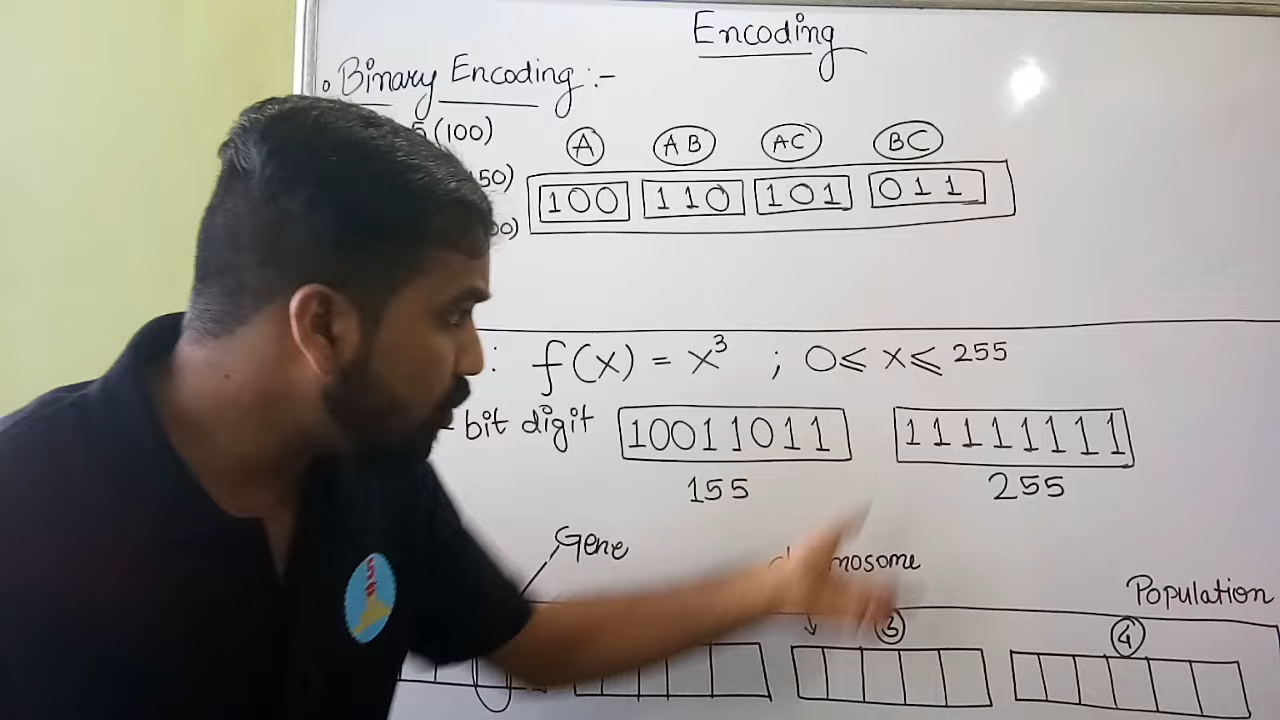 Encoding
Binary Encoding :-
(100) A AB AC BC
50) 100 110 101 011
: f(x) = x³ ; 0 ≤ x ≤ 255
bit digit 10011011 11111111
155 255
Gene
Population
3 4